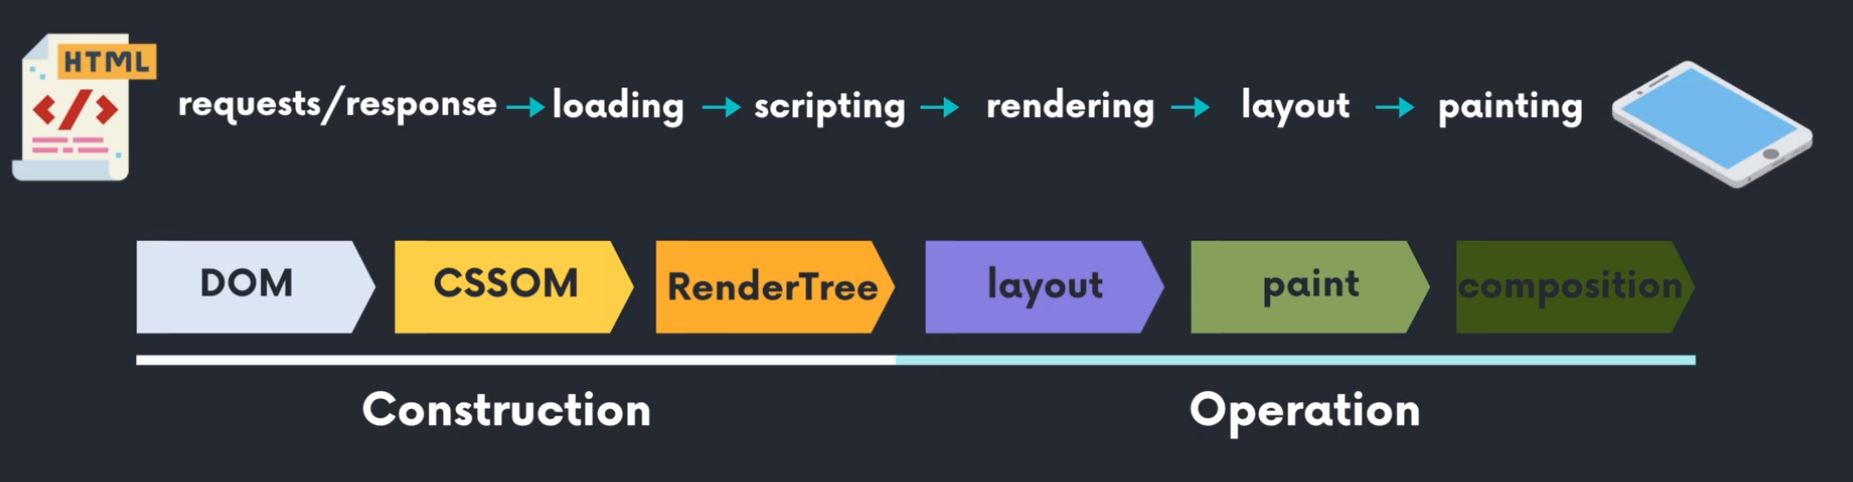 HTML
</>
requests/response → loading → scripting → rendering → layout → painting
DOM CSSOM RenderTree layout paint composition
Construction Operation